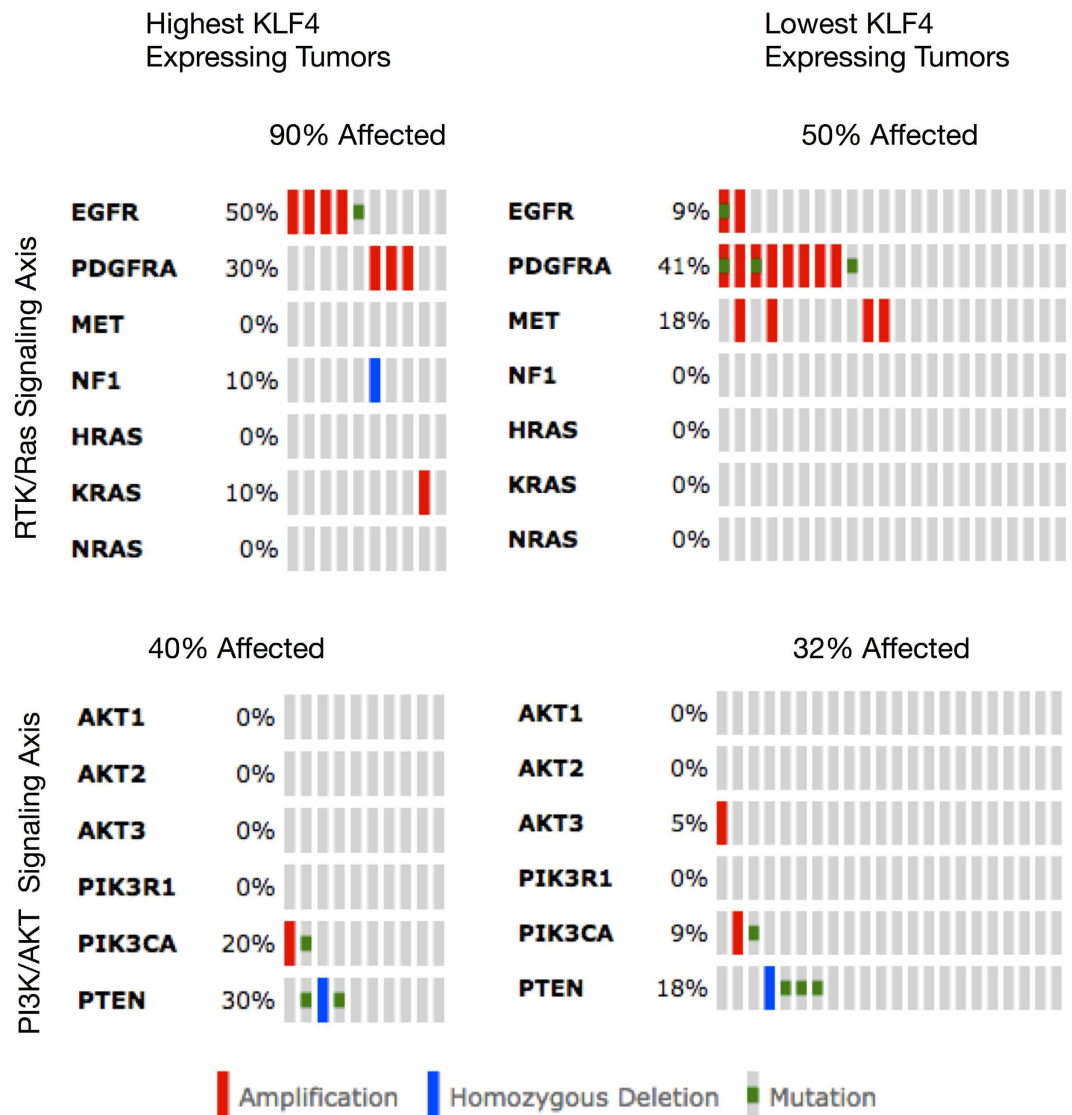 Highest KLF4
Expressing Tumors
Lowest KLF4
Expressing Tumors
90% Affected
50% Affected
RTK/Ras Signaling Axis
EGFR 50%
PDGFRA 30%
MET 0%
NF1 10%
HRAS 0%
KRAS 10%
NRAS 0%
EGFR 9%
PDGFRA 41%
MET 18%
NF1 0%
HRAS 0%
KRAS 0%
NRAS 0%
40% Affected
32% Affected
PI3K/AKT Signaling Axis
AKT1 0%
AKT2 0%
AKT3 0%
PIK3R1 0%
PIK3CA 20%
PTEN 30%
AKT1 0%
AKT2 0%
AKT3 5%
PIK3R1 0%
PIK3CA 9%
PTEN 18%
Amplification Homozygous Deletion Mutation